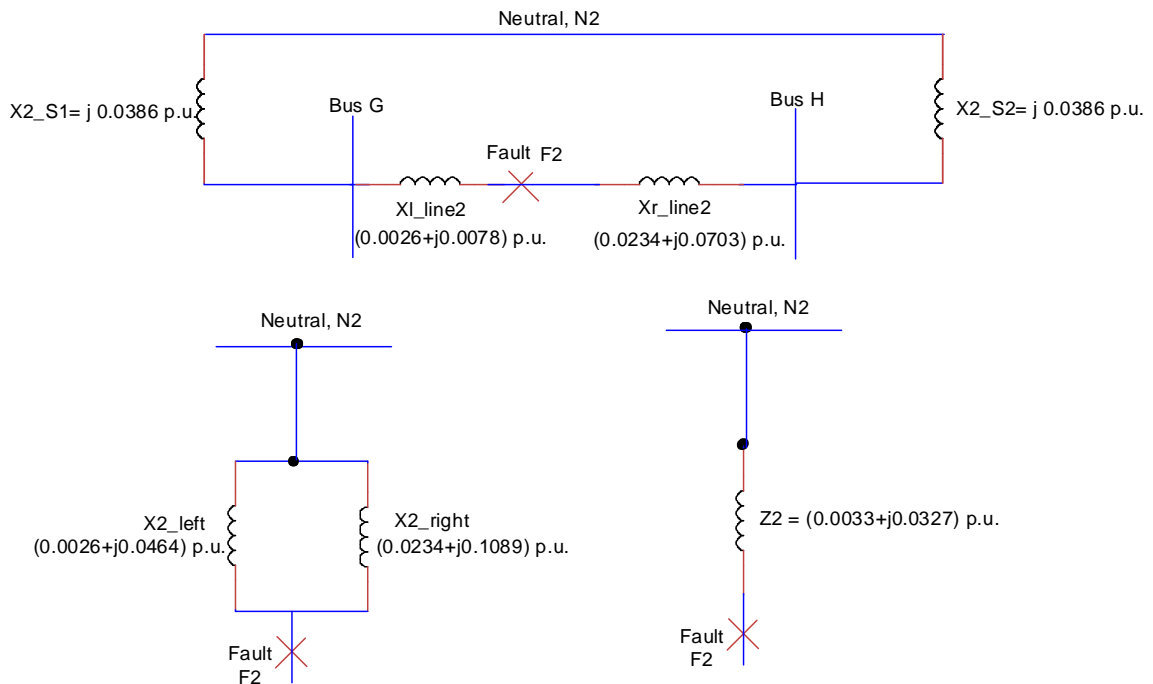 Neutral, N2
X2_S1= j 0.0386 p.u.
Bus G
Bus H
X2_S2= j 0.0386 p.u.
Fault F2
Xl_line2
(0.0026+j0.0078) p.u.
Xr_line2
(0.0234+j0.0703) p.u.
Neutral, N2
X2_left
(0.0026+j0.0464) p.u.
X2_right
(0.0234+j0.1089) p.u.
Fault
F2
Neutral, N2
Z2 = (0.0033+j0.0327) p.u.
Fault
F2